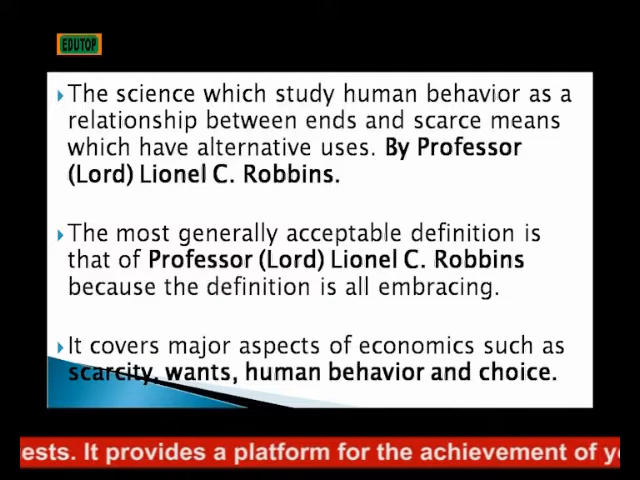 EDUTOP
The science which study human behavior as a
relationship between ends and scarce means
which have alternative uses. By Professor
(Lord) Lionel C. Robbins.
The most generally acceptable definition is
that of Professor (Lord) Lionel C. Robbins
because the definition is all embracing.
It covers major aspects of economics such as
scarcity, wants, human behavior and choice.
ests. It provides a platform for the achievement of